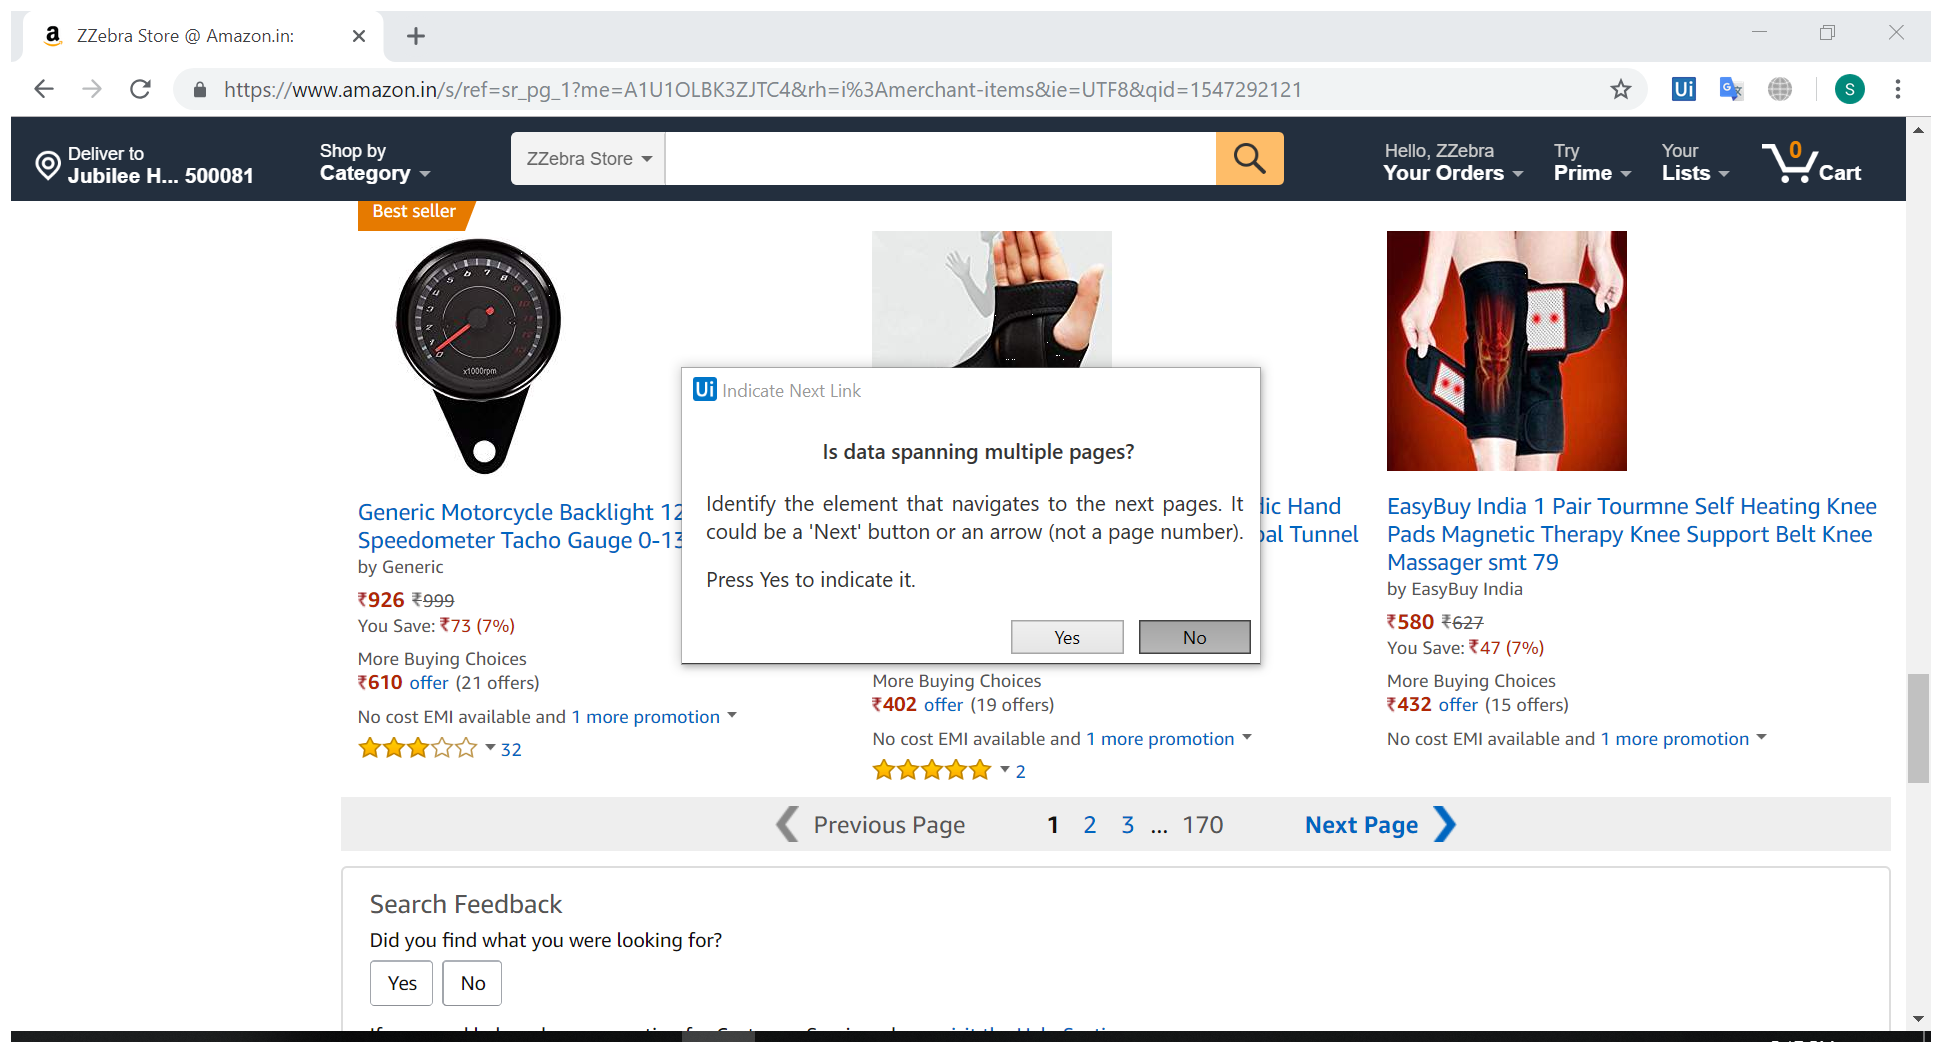 a ZZebra Store @ Amazon.in:
https://www.amazon.in/s/ref=sr_pg_1?me=A1U1OLBK3ZJTC4&rh=i%3Amerchant-items&ie=UTF8&qid=1547292121
Ui
G
S
Deliver to
Jubilee H... 500081
Shop by
Category
ZZebra Store
Hello, ZZebra
Your Orders
Try
Prime
Your
Lists
0
Cart
Best seller
x1000rpm
Generic Motorcycle Backlight 12
Speedometer Tacho Gauge 0-13
by Generic
₹926 ₹999
You Save: ₹73 (7%)
More Buying Choices
₹610 offer (21 offers)
No cost EMI available and 1 more promotion
32
Ui Indicate Next Link
Is data spanning multiple pages?
Identify the element that navigates to the next pages. It
could be a 'Next' button or an arrow (not a page number).
Press Yes to indicate it.
Yes No
Hand
Tunnel
More Buying Choices
₹402 offer (19 offers)
No cost EMI available and 1 more promotion
2
EasyBuy India 1 Pair Tourmne Self Heating Knee
Pads Magnetic Therapy Knee Support Belt Knee
Massager smt 79
by EasyBuy India
₹580 ₹627
You Save: ₹47 (7%)
More Buying Choices
₹432 offer (15 offers)
No cost EMI available and 1 more promotion
Previous Page 1 2 3 ... 170 Next Page
Search Feedback
Did you find what you were looking for?
Yes No